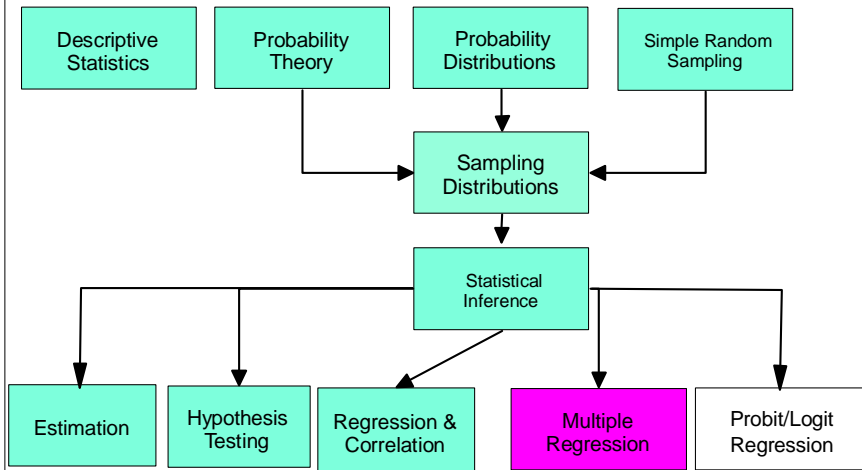 Descriptive
Statistics
Probability
Theory
Probability
Distributions
Simple Random
Sampling
Sampling
Distributions
Statistical
Inference
Estimation
Hypothesis
Testing
Regression &
Correlation
Multiple
Regression
Probit/Logit
Regression